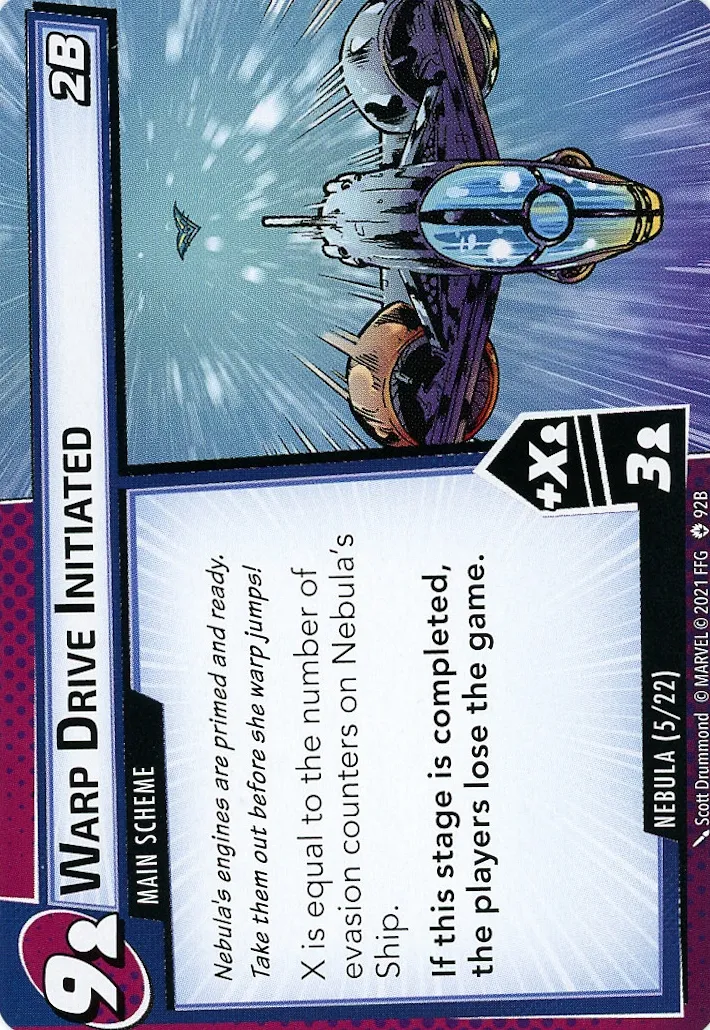 9
WARP DRIVE INITIATED
2B
MAIN SCHEME
Nebula's engines are primed and ready.
Take them out before she warp jumps!
X is equal to the number of
evasion counters on Nebula's
Ship.
If this stage is completed,
the players lose the game.
+X
3
NEBULA (5/22)
Scott Drummond © MARVEL © 2021 FFG 92B